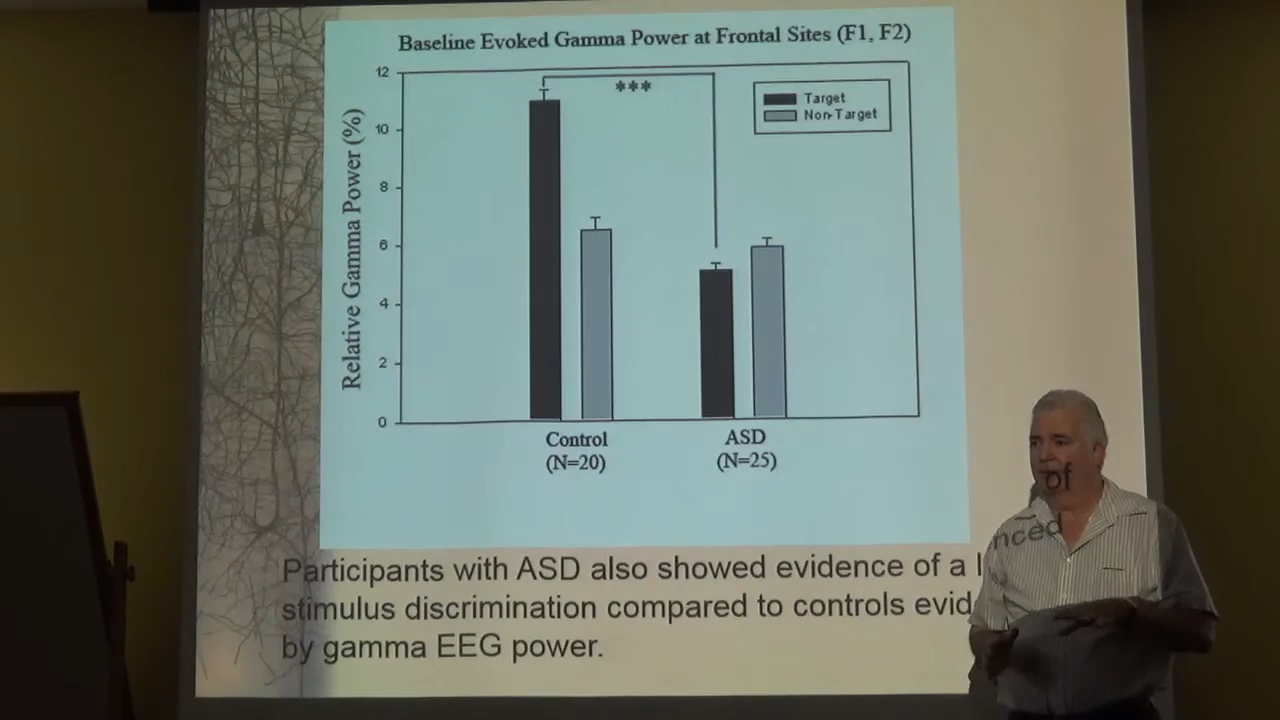 Baseline Evoked Gamma Power at Frontal Sites (F1, F2)
Relative Gamma Power (%)
12
10
8
6
4
2
0
***
Target
Non-Target
Control
(N=20)
ASD
(N=25)
Participants with ASD also showed evidence of a of
stimulus discrimination compared to controls
by gamma EEG power.